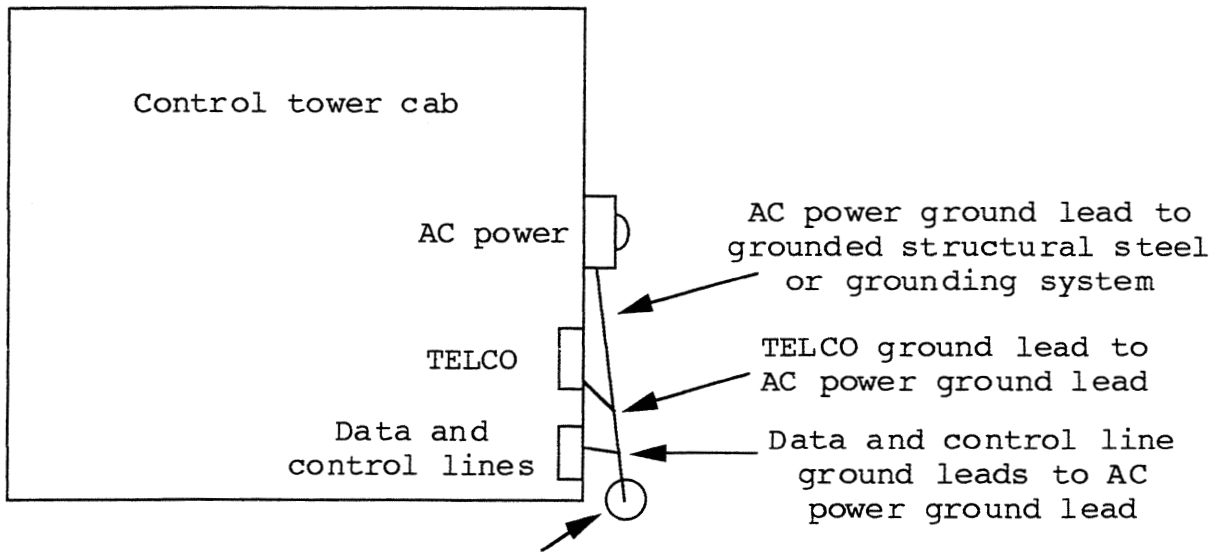 Control tower cab
AC power
AC power ground lead to
grounded structural steel
or grounding system
TELCO
TELCO ground lead to
AC power ground lead
Data and
control lines
Data and control line
ground leads to AC
power ground lead